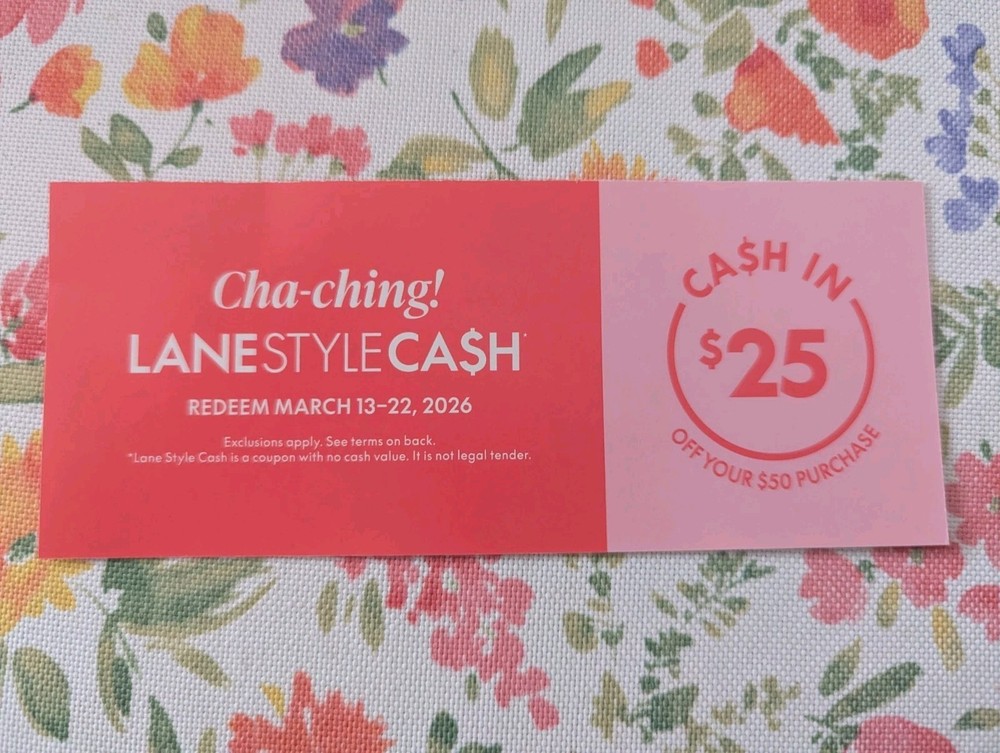 Cha-ching!
LANESTYLECA$H*
REDEEM MARCH 13–22, 2026
Exclusions apply. See terms on back.
*Lane Style Cash is a coupon with no cash value. It is not legal tender.
CA$H IN
$25
OFF YOUR $50 PURCHASE